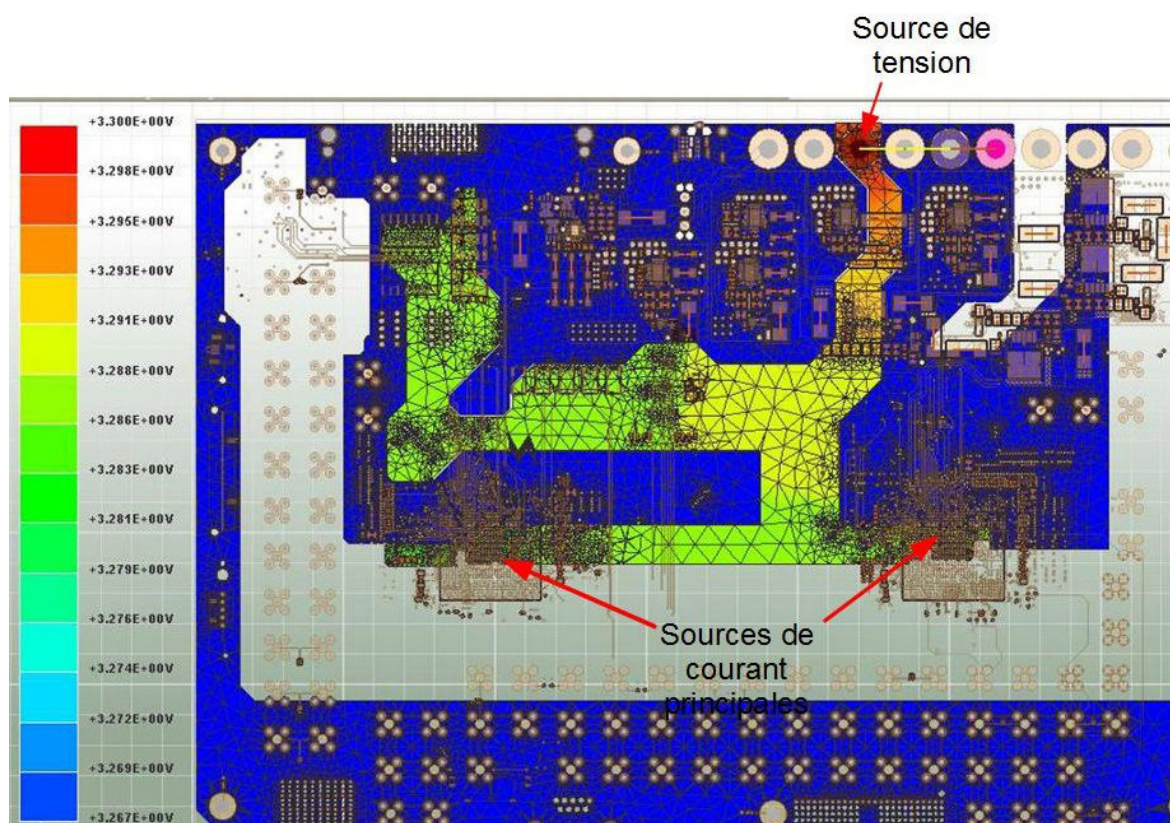 Source de
tension
+3.300E+00V
+3.298E+00V
+3.295E+00V
+3.293E+00V
+3.291E+00V
+3.288E+00V
+3.286E+00V
+3.283E+00V
+3.281E+00V
+3.279E+00V
+3.276E+00V
+3.274E+00V
+3.272E+00V
+3.269E+00V
+3.267E+00V
Sources de
courant
principales